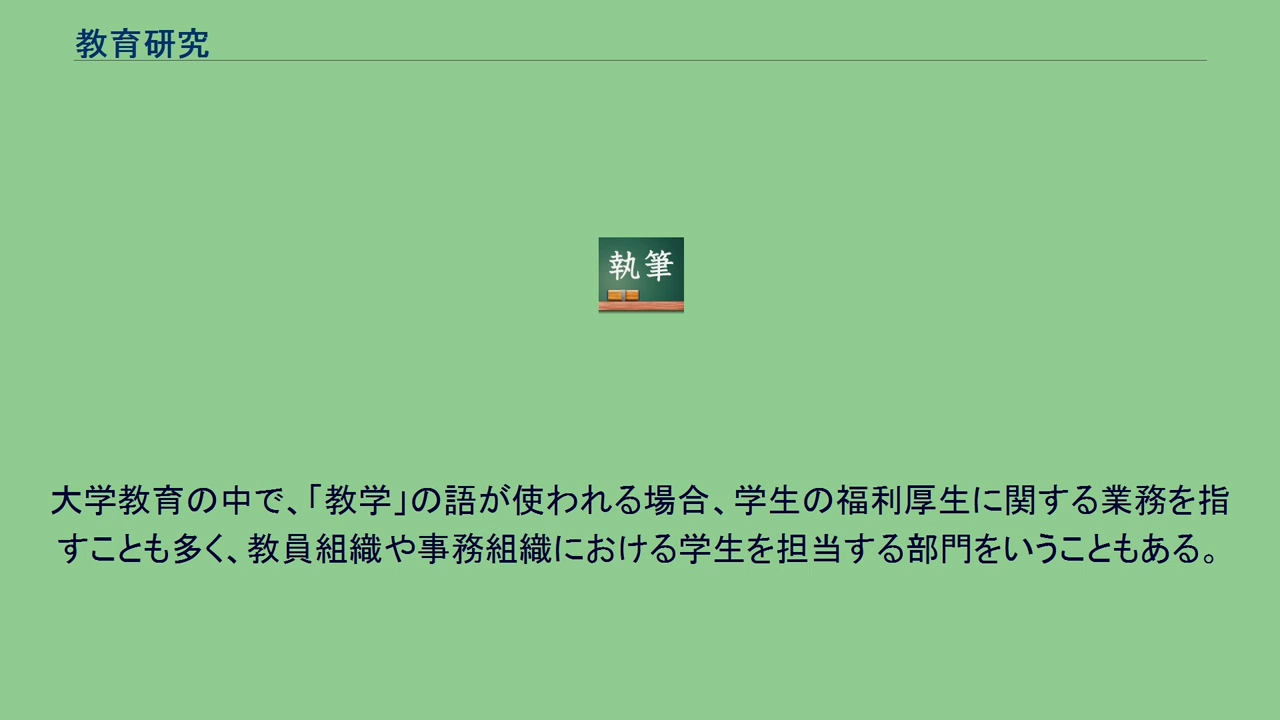 教育研究
執筆
大学教育の中で、「教学」の語が使われる場合、学生の福利厚生に関する業務を指
すことも多く、教員組織や事務組織における学生を担当する部門をいうこともある。